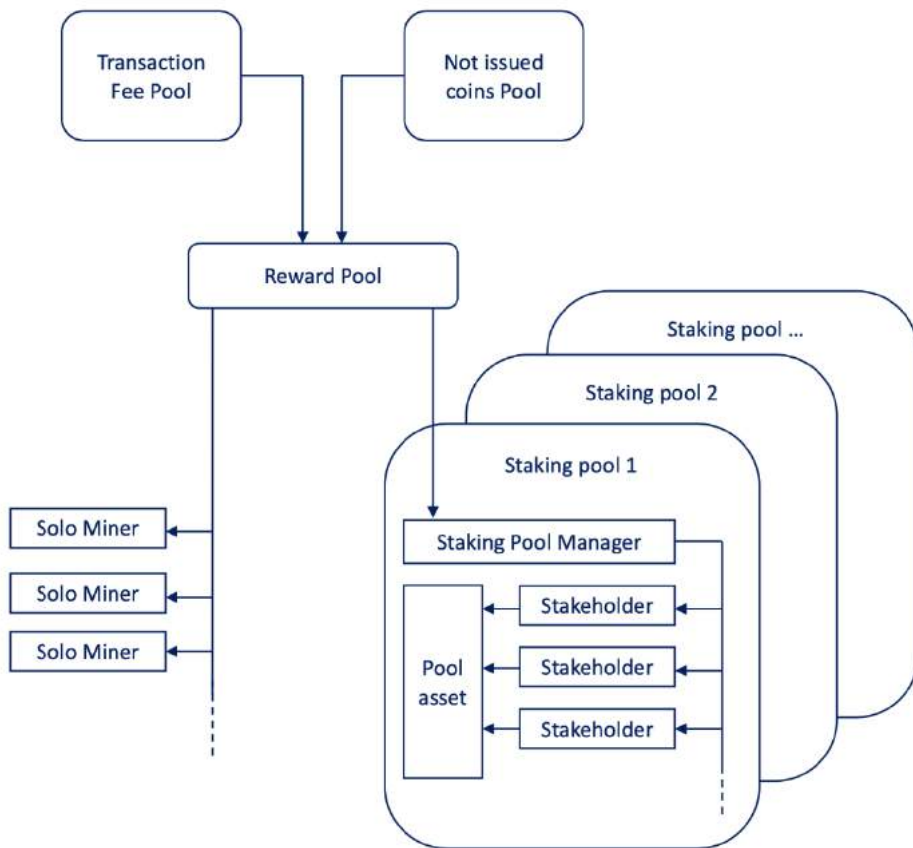 Transaction
Fee Pool
Not issued
coins Pool
Reward Pool
Staking pool ...
Staking pool 2
Staking pool 1
Solo Miner
Solo Miner
Solo Miner
Staking Pool Manager
Stakeholder
Stakeholder
Stakeholder
Pool
asset